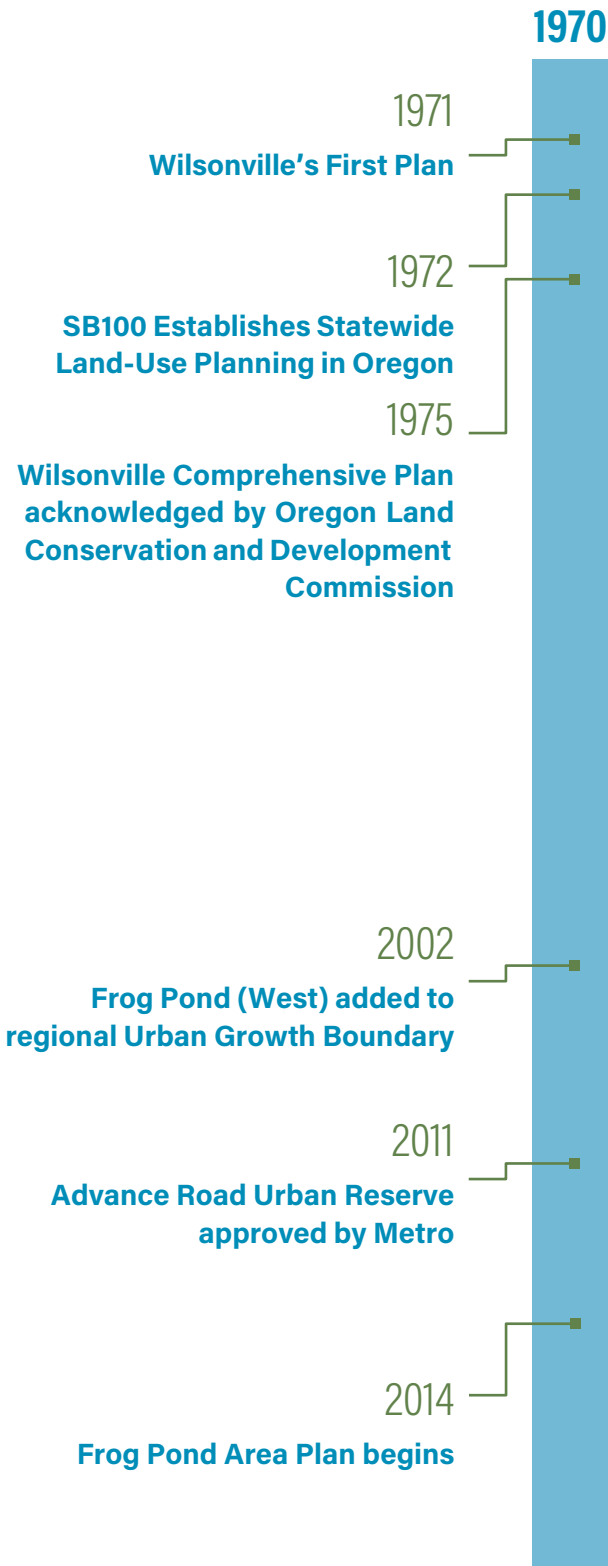 1970
1971
Wilsonville's First Plan
1972
SB100 Establishes Statewide
Land-Use Planning in Oregon
1975
Wilsonville Comprehensive Plan
acknowledged by Oregon Land
Conservation and Development
Commission
2002
Frog Pond (West) added to
regional Urban Growth Boundary
2011
Advance Road Urban Reserve
approved by Metro
2014
Frog Pond Area Plan begins